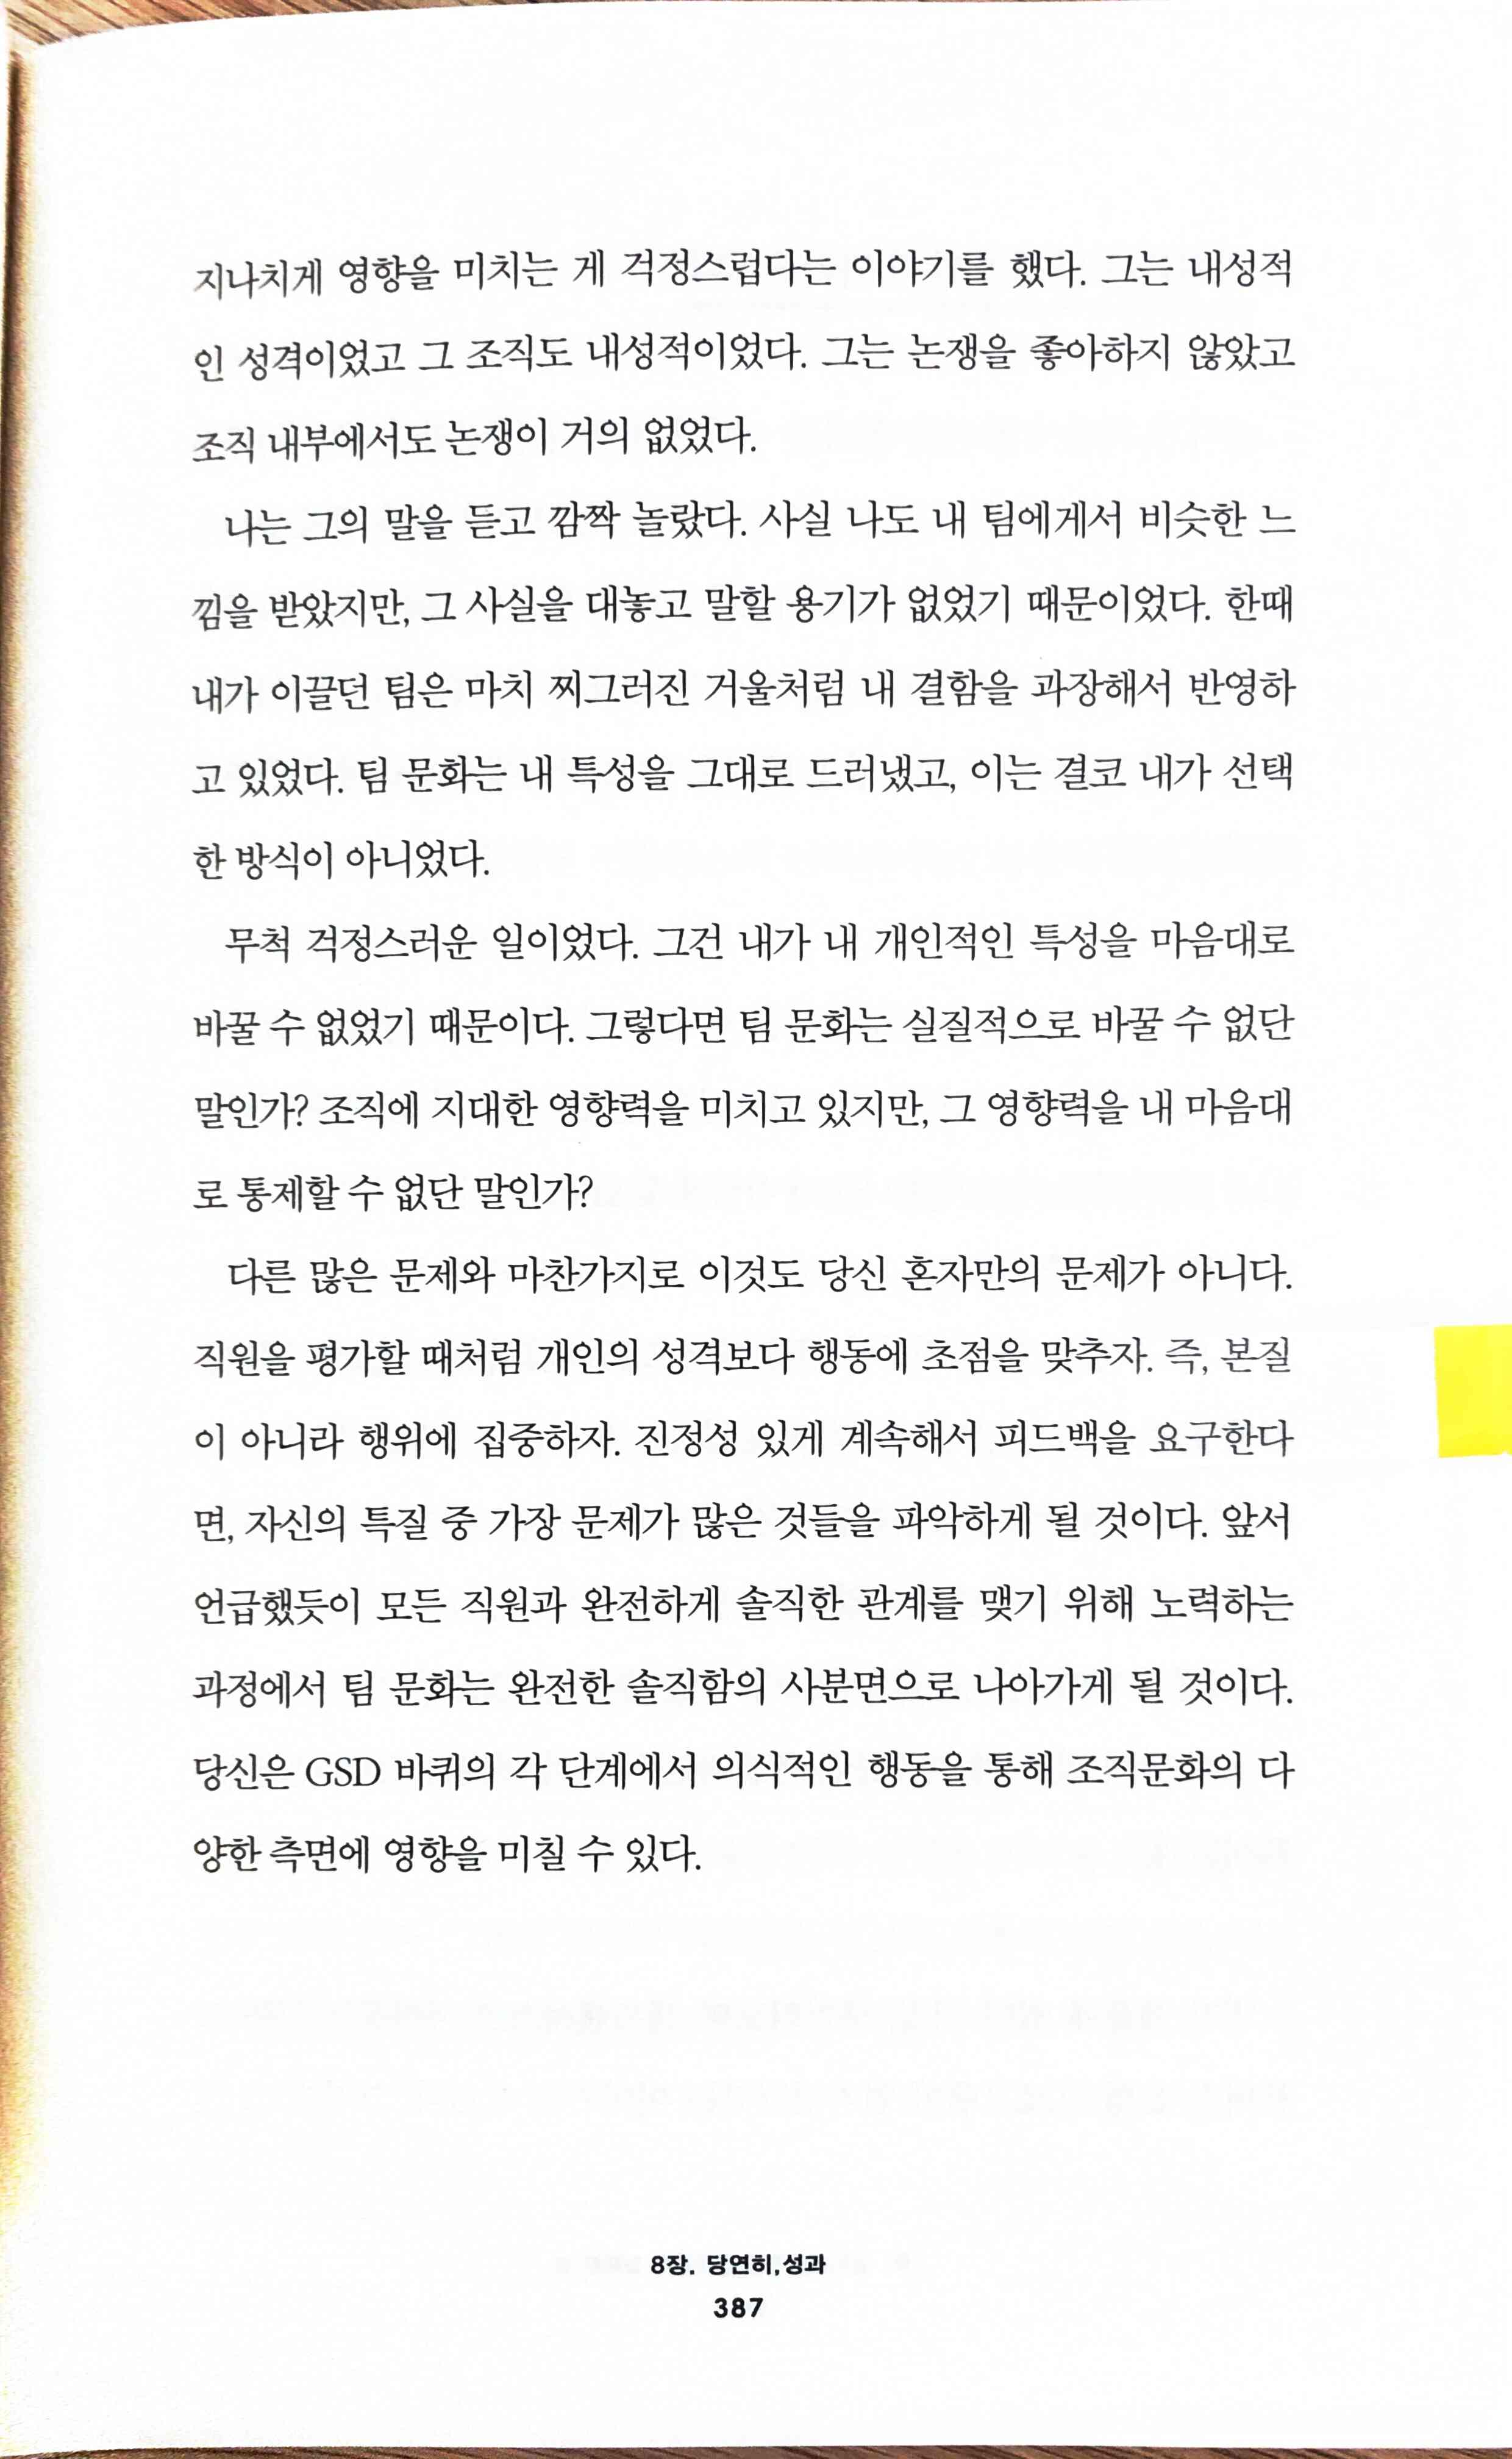 지나치게 영향을 미치는 게 걱정스럽다는 이야기를 했다. 그는 내성적
인 성격이었고 그 조직도 내성적이었다. 그는 논쟁을 좋아하지 않았고
조직 내부에서도 논쟁이 거의 없었다.
나는 그의 말을 듣고 깜짝 놀랐다. 사실 나도 내 팀에게서 비슷한 느
낌을 받았지만, 그 사실을 대놓고 말할 용기가 없었기 때문이었다. 한때
내가 이끌던 팀은 마치 찌그러진 거울처럼 내 결함을 과장해서 반영하
고 있었다. 팀 문화는 내 특성을 그대로 드러냈고, 이는 결코 내가 선택
한 방식이 아니었다.
무척 걱정스러운 일이었다. 그건 내가 내 개인적인 특성을 마음대로
바꿀 수 없었기 때문이다. 그렇다면 팀 문화는 실질적으로 바꿀 수 없단
말인가? 조직에 지대한 영향력을 미치고 있지만, 그 영향력을 내 마음대
로 통제할 수 없단 말인가?
다른 많은 문제와 마찬가지로 이것도 당신 혼자만의 문제가 아니다.
직원을 평가할 때처럼 개인의 성격보다 행동에 초점을 맞추자. 즉, 본질
이 아니라 행위에 집중하자. 진정성 있게 계속해서 피드백을 요구한다
면, 자신의 특질 중 가장 문제가 많은 것들을 파악하게 될 것이다. 앞서
언급했듯이 모든 직원과 완전하게 솔직한 관계를 맺기 위해 노력하는
과정에서 팀 문화는 완전한 솔직함의 사분면으로 나아가게 될 것이다.
당신은 GSD 바퀴의 각 단계에서 의식적인 행동을 통해 조직문화의 다
양한 측면에 영향을 미칠 수 있다.
8장. 당연히, 성과
387